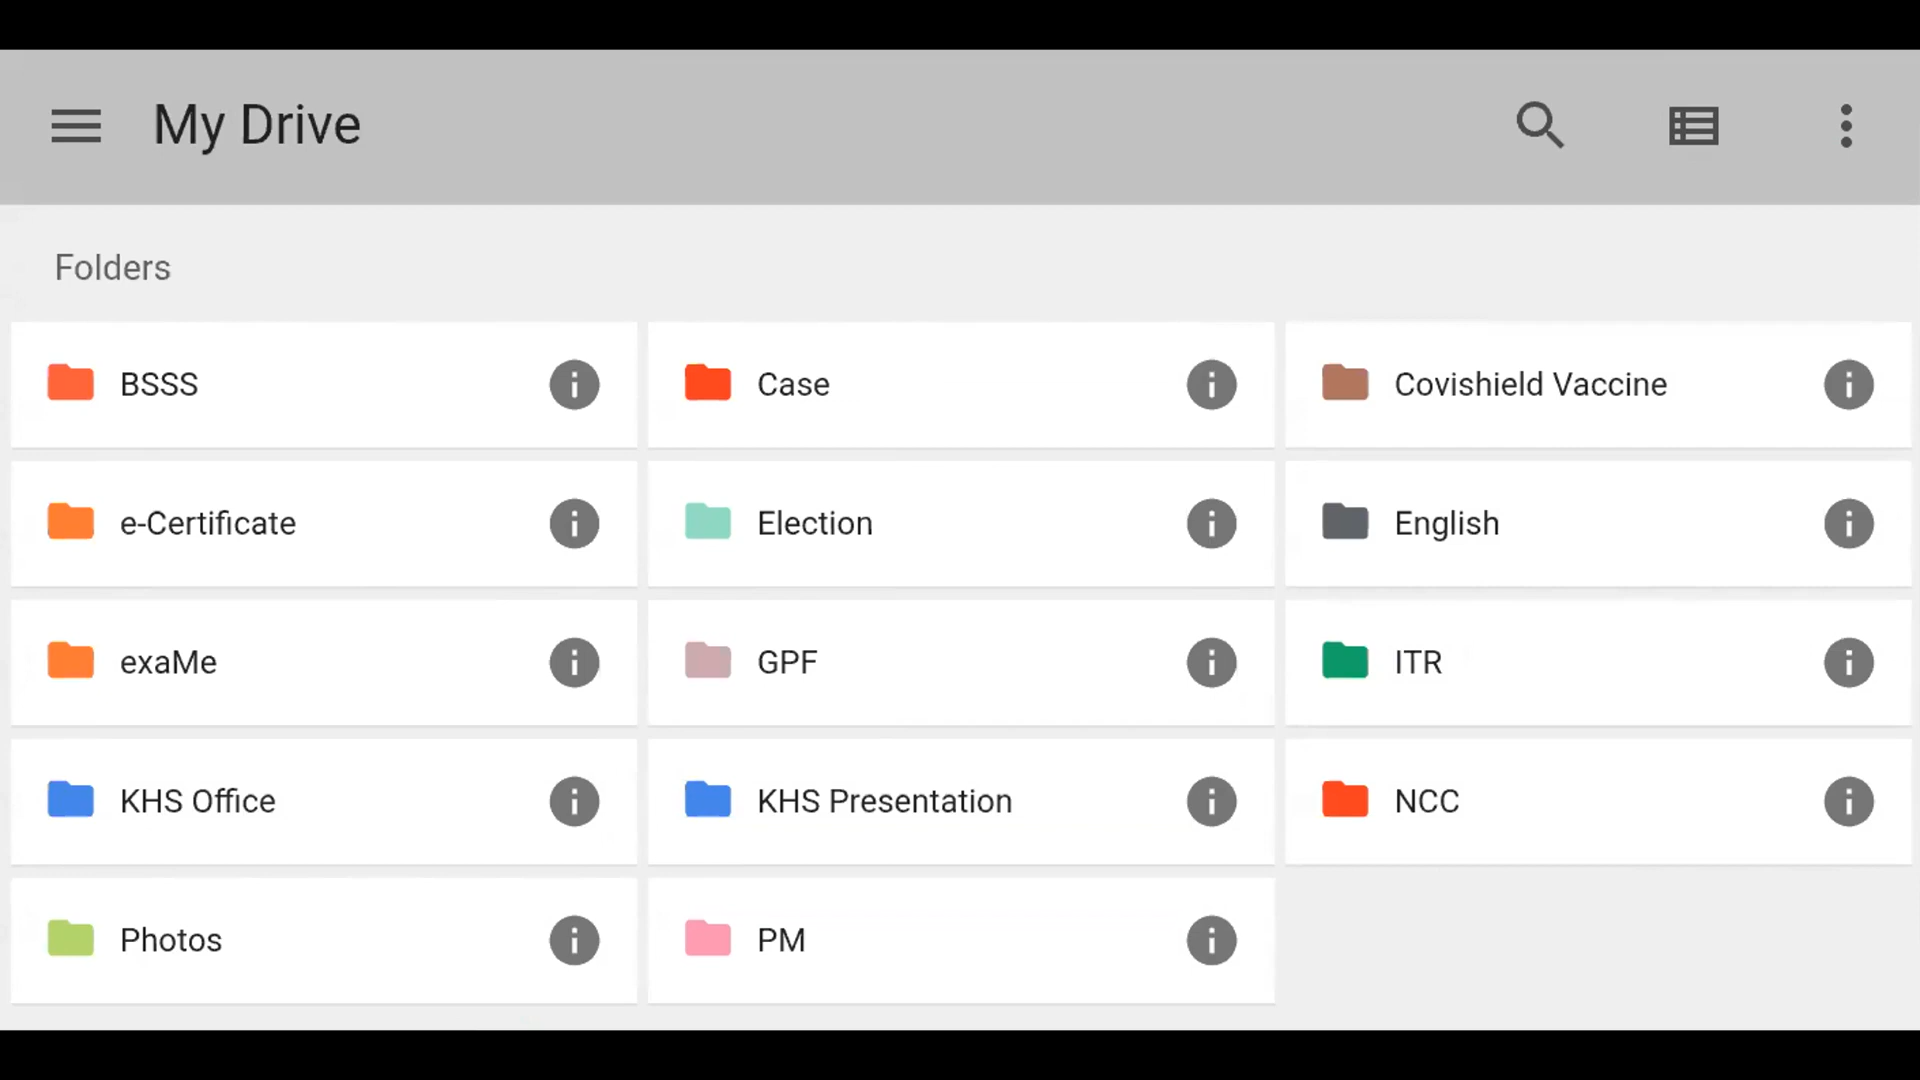 My Drive
Folders
BSSS
Case
Covishield Vaccine
e-Certificate
Election
English
exaMe
GPF
ITR
KHS Office
KHS Presentation
NCC
Photos
PM